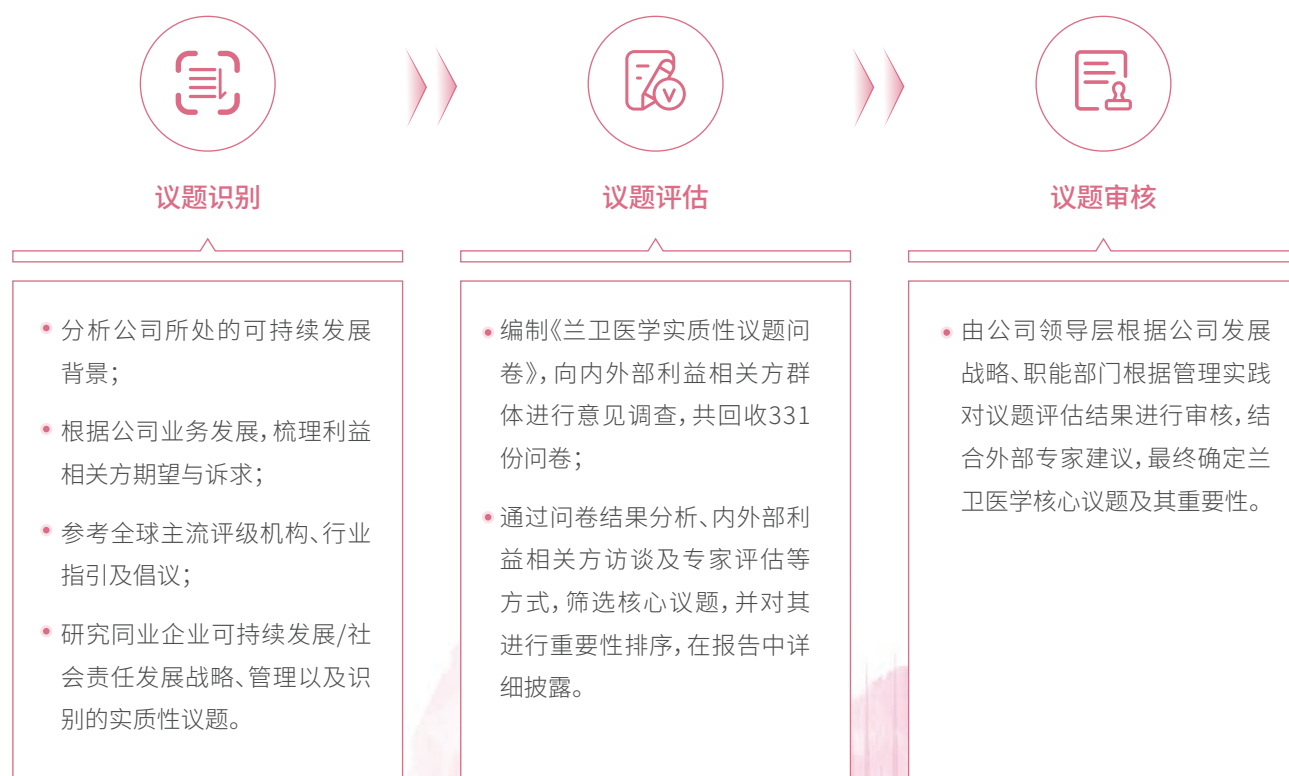 议题识别
分析公司所处的可持续发展
背景；
根据公司业务发展，梳理利益
相关方期望与诉求；
参考全球主流评级机构、行业
指引及倡议；
研究同业企业可持续发展/社
会责任发展战略、管理以及识
别的实质性议题。
议题评估
编制《兰卫医学实质性议题问
卷》，向内外部利益相关方群
体进行意见调查，共回收331
份问卷；
通过问卷结果分析、内外部利
益相关方访谈及专家评估等
方式，筛选核心议题，并对其
进行重要性排序，在报告中详
细披露。
议题审核
由公司领导层根据公司发展
战略、职能部门根据管理实践
对议题评估结果进行审核，结
合外部专家建议，最终确定兰
卫医学核心议题及其重要性。